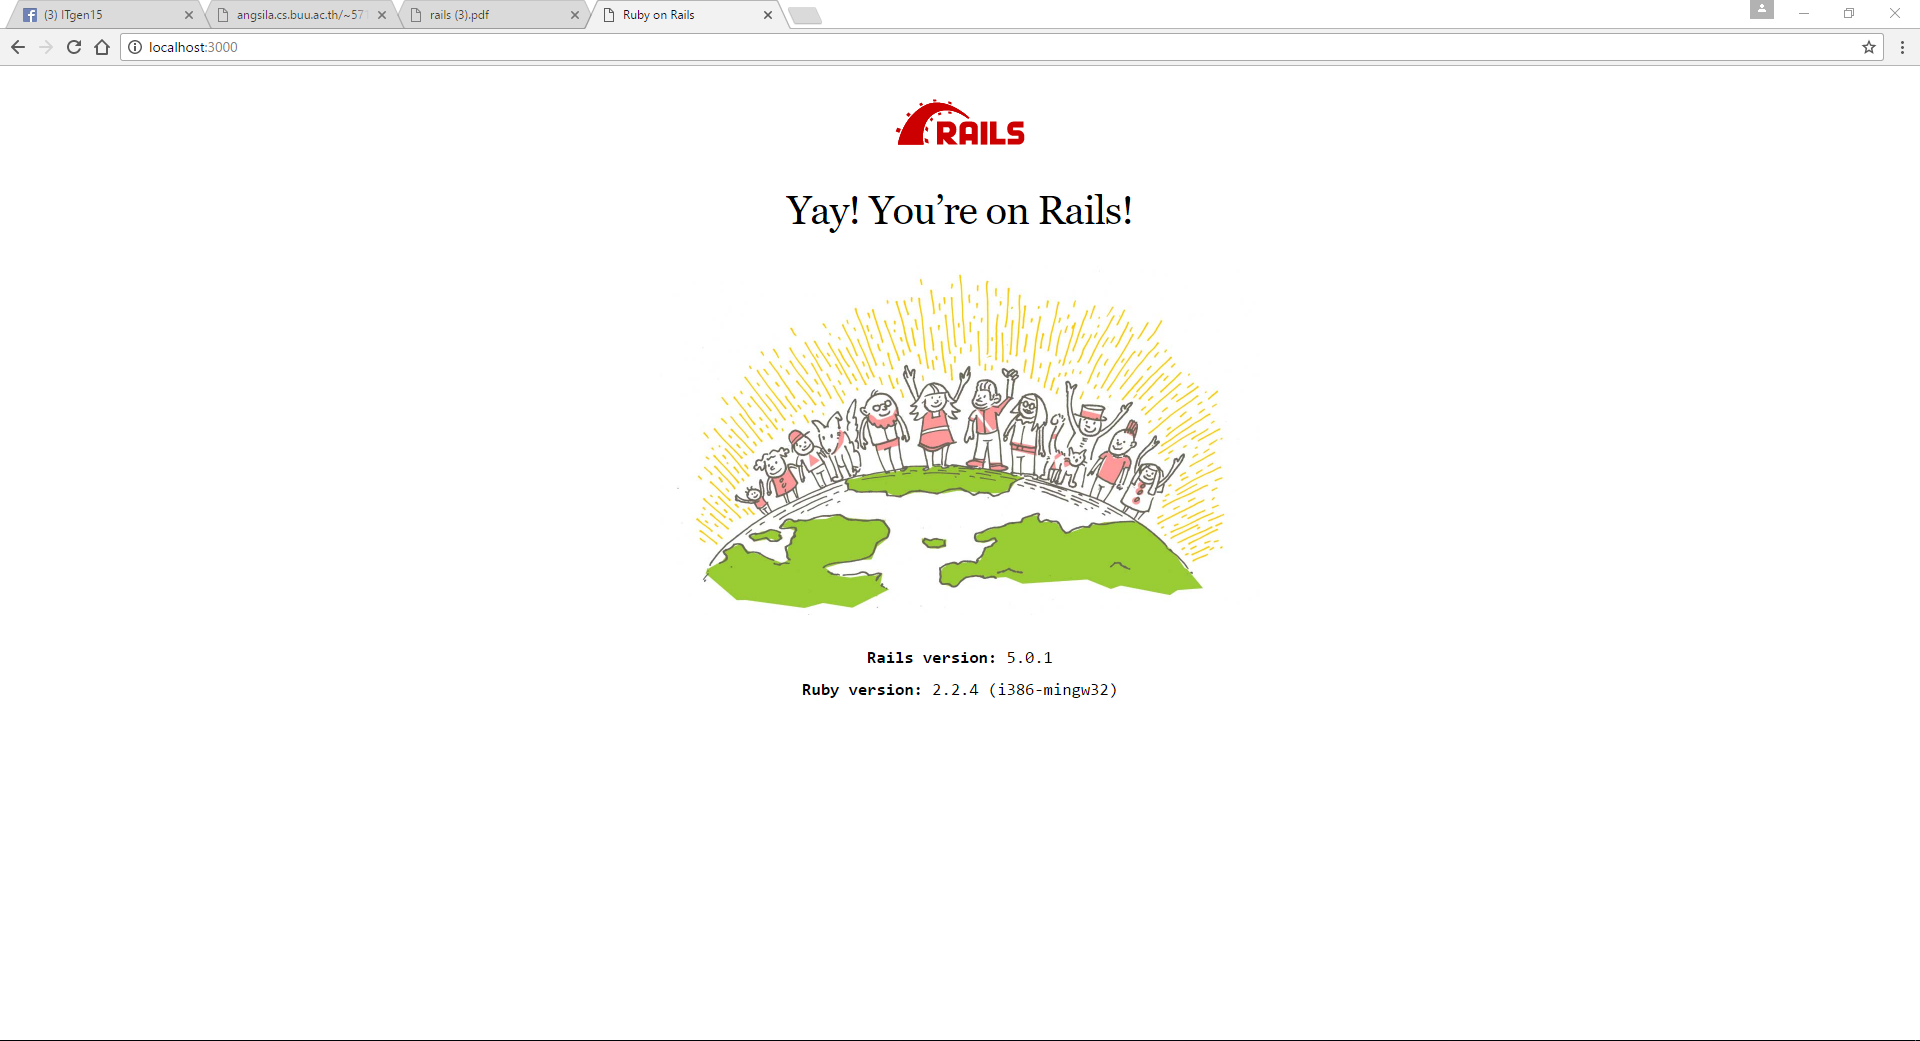 (3) ITgen15
angsila.cs.buu.ac.th/~571
rails (3).pdf
Ruby on Rails
localhost:3000
RAILS
Yay! You’re on Rails!
Rails version: 5.0.1
Ruby version: 2.2.4 (i386-mingw32)